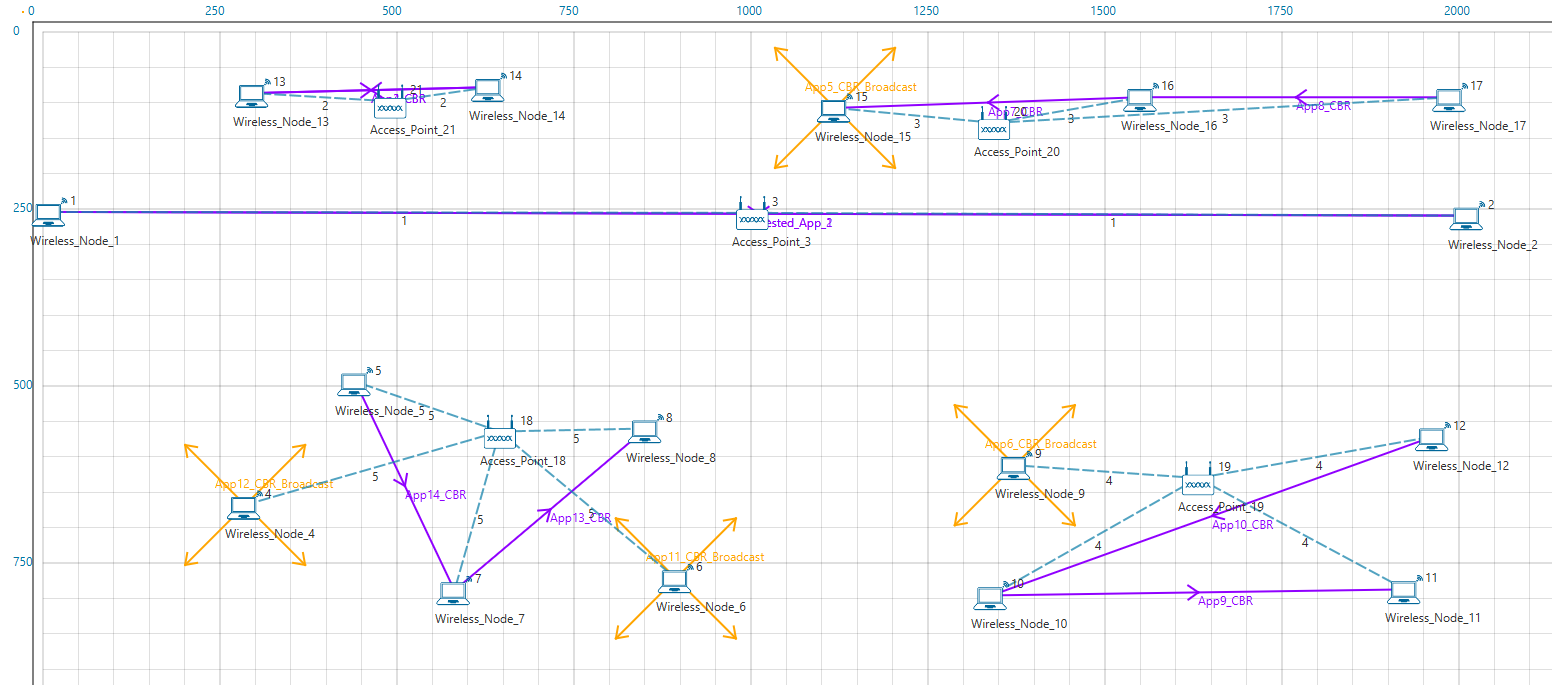 0 250 500 750 1000 1250 1500 1750 2000
0
13
14
21
CBR
2
2
Wireless_Node_13
Access_Point_21
Wireless_Node_14
App5_CBR_Broadcast
15
16
17
20
CBR
App8_CBR
3
3
3
Wireless_Node_15
Access_Point_20
Wireless_Node_16
Wireless_Node_17
250
1
3
2
1
1
Wireless_Node_1
Access_Point_3
Wireless_Node_2
500
5
Wireless_Node_5
5
18
8
5
Access_Point_18
Wireless_Node_8
App12_CBR_Broadcast
4
5
Wireless_Node_4
App14_CBR
5
App13_CBR
App11_CBR_Broadcast
7
6
Wireless_Node_7
Wireless_Node_6
App6_CBR_Broadcast
9
19
12
4
4
Wireless_Node_9
Access_Point_19
Wireless_Node_12
App10_CBR
4
4
750
10
11
App9_CBR
Wireless_Node_10
Wireless_Node_11